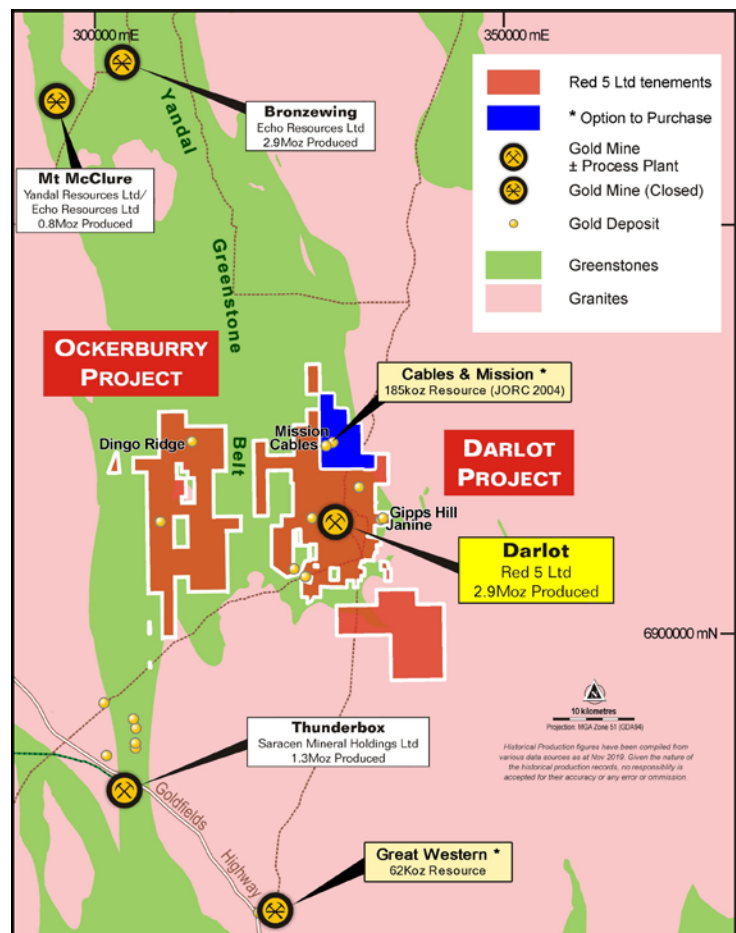 300000 mE
350000 mE
Red 5 Ltd tenements
* Option to Purchase
Gold Mine
± Process Plant
Gold Mine (Closed)
Gold Deposit
Greenstones
Granites
Bronzewing
Echo Resources Ltd
2.9Moz Produced
Mt McClure
Yandal Resources Ltd/
Echo Resources Ltd
0.8Moz Produced
Yandal
Greenstone
Belt
OCKERBURRY
PROJECT
Cables & Mission *
185koz Resource (JORC 2004)
Dingo Ridge
Mission
Cables
DARLOT
PROJECT
Gipps Hill
Janine
Darlot
Red 5 Ltd
2.9Moz Produced
6900000 mN
10 kilometres
Projection: MGA Zone 51 (GDA94)
Thunderbox
Saracen Mineral Holdings Ltd
1.3Moz Produced
Historical Production figures have been compiled from
various data sources as at Nov 2019. Given the nature of
the historical production records, no responsiblity is
accepted for their accuracy or any error or ommission.
Goldfields
Highway
Great Western *
62Koz Resource